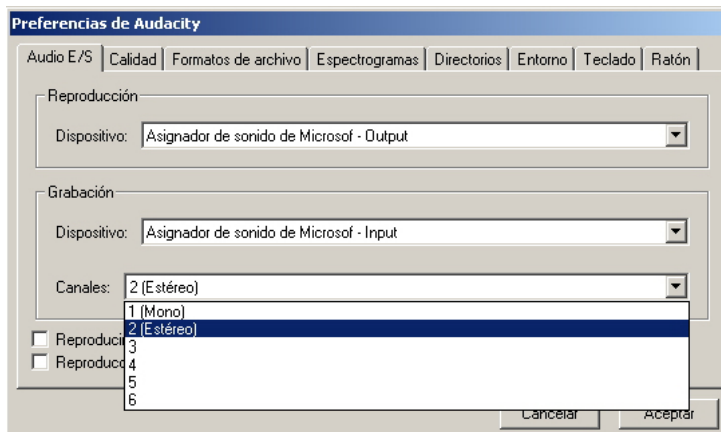 Preferencias de Audacity
Audio E/S Calidad Formatos de archivo Espectrogramas Directorios Entorno Teclado Ratón
Reproducción
Dispositivo: Asignador de sonido de Microsof - Output
Grabación
Dispositivo: Asignador de sonido de Microsof - Input
Canales: 2 (Estéreo)
1 (Mono)
2 (Estéreo)
3
4
5
6
Cancelar Aceptar